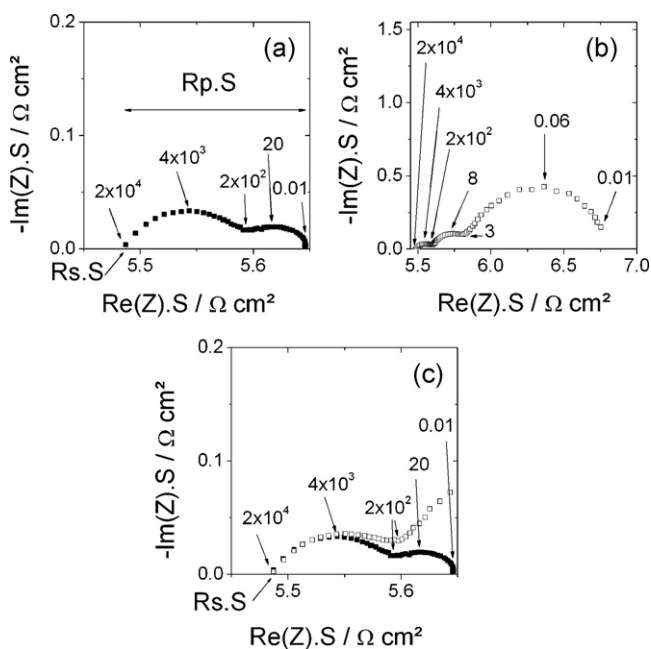 (a)
Rp.S
20
4x10³
2x10²
0.01
2x10⁴
0.2
0.1
0.0
5.5
5.6
Rs.S
-Im(Z).S / Ω cm²
Re(Z).S / Ω cm²
(b)
2x10⁴
4x10³
2x10²
8
3
0.06
0.01
1.5
1.0
0.5
0.0
5.5
6.0
6.5
7.0
-Im(Z).S / Ω cm²
Re(Z).S / Ω cm²
(c)
0.01
20
4x10³
2x10²
2x10⁴
0.2
0.1
0.0
5.5
5.6
Rs.S
-Im(Z).S / Ω cm²
Re(Z).S / Ω cm²